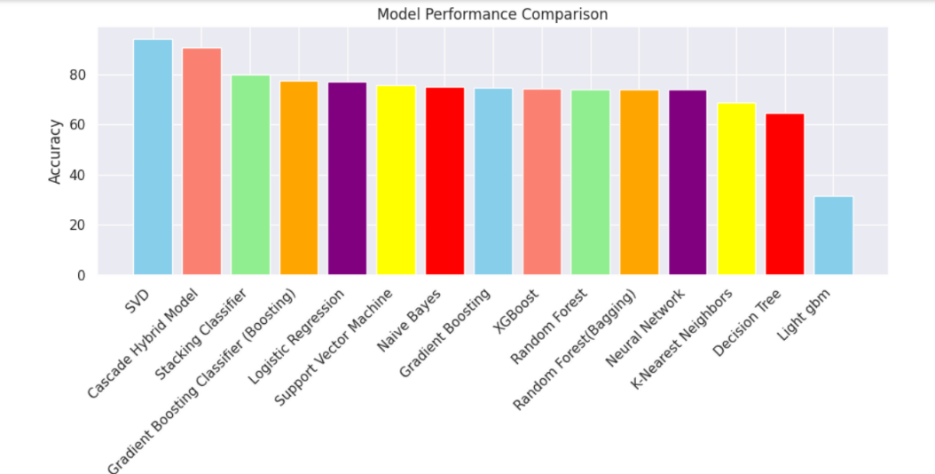 Model Performance Comparison
Accuracy
80
60
40
20
0
SVD
Cascade Hybrid Model
Stacking Classifier
Gradient Boosting Classifier (Boosting)
Logistic Regression
Support Vector Machine
Naive Bayes
Gradient Boosting
XGBoost
Random Forest
Random Forest(Bagging)
Neural Network
K-Nearest Neighbors
Decision Tree
Light gbm